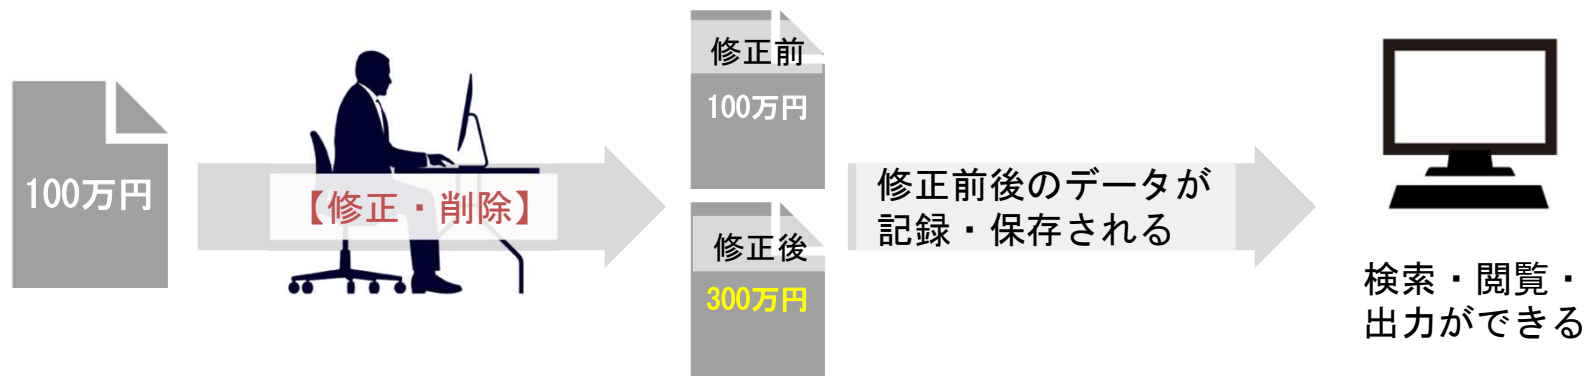 100万円
【修正・削除】
修正前
100万円
修正後
300万円
修正前後のデータが
記録・保存される
検索・閲覧・
出力ができる